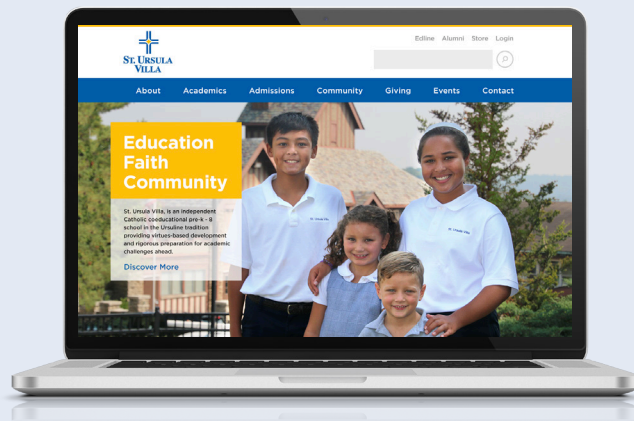 Edline Alumni Store Login
ST. URSULA
VILLA
About Academics Admissions Community Giving Events Contact
Education
Faith
Community
St. Ursula Villa, is an independent
Catholic coeducational pre-k - 8
school in the Ursuline tradition
providing virtues-based development
and rigorous preparation for academic
challenges ahead.
Discover More